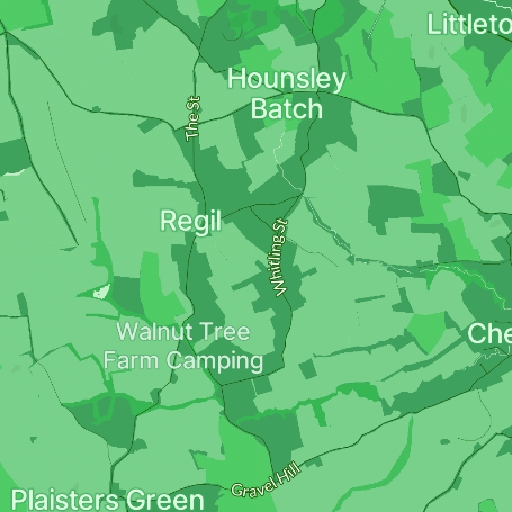 Littleto
Hounsley
Batch
The St
Regil
Whitling St
Walnut Tree
Farm Camping
Che
Gravel Hill
Plaisters Green